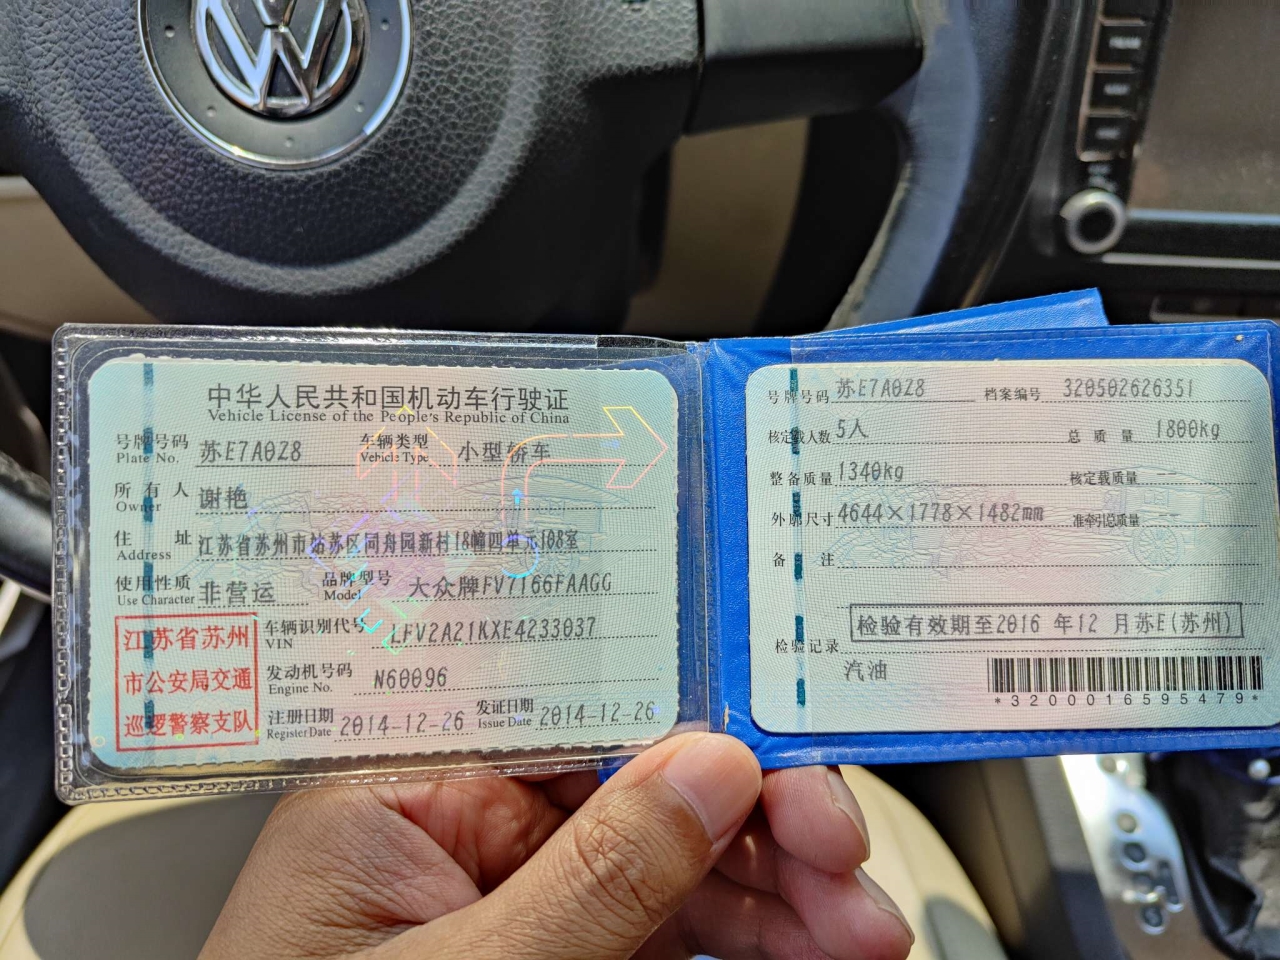 中华人民共和国机动车行驶证
Vehicle License of the People's Republic of China
号牌号码 苏E7A0Z8 车辆类型 小型轿车
Plate No. Vehicle Type
所有人 谢艳
Owner
住址 江苏省苏州市姑苏区同舟园新村18幢四单元108室
Address
使用性质 非营运 品牌型号 大众牌FV7166FAAGG
Use Character Model
江苏省苏州
市公安局交通
巡逻警察支队
车辆识别代号 LFV2A21KXE4233037
VIN
发动机号码 N60096
Engine No.
注册日期 2014-12-26 发证日期 2014-12-26
Register Date Issue Date
号牌号码 苏E7A0Z8 档案编号 320502626351
核定载人数 5人 总质量 1800kg
整备质量 1340kg 核定载质量 --
外廓尺寸 4644×1778×1482mm 准牵引总质量 --
备注
检验有效期至2016 年12 月苏E(苏州)
检验记录
汽油
*3200016595479*